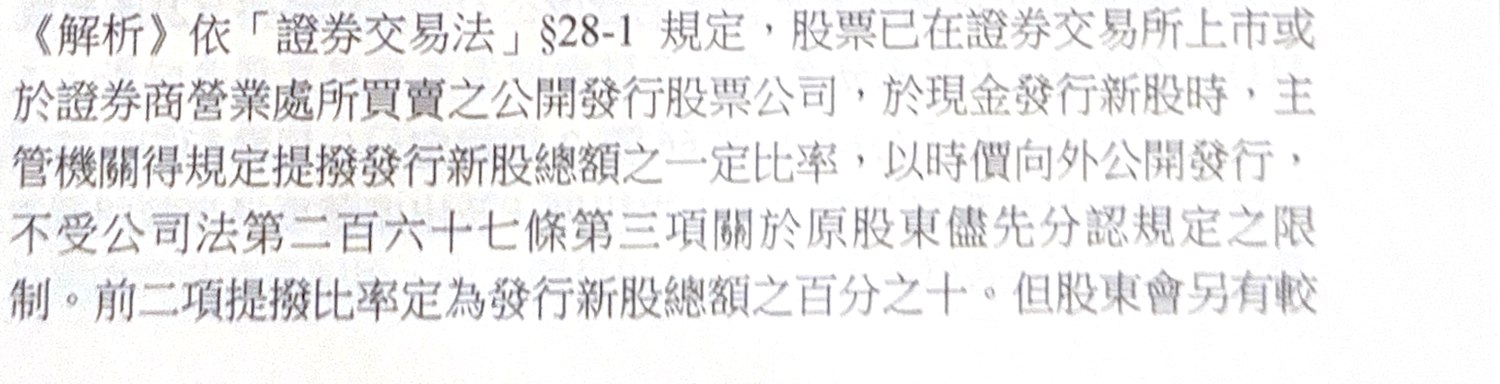 《解析》依「證券交易法」§28-1 規定，股票已在證券交易所上市或
於證券商營業處所買賣之公開發行股票公司，於現金發行新股時，主
管機關得規定提撥發行新股總額之一定比率，以時價向外公開發行，
不受公司法第二百六十七條第三項關於原股東儘先分認規定之限
制。前二項提撥比率定為發行新股總額之百分之十。但股東會另有較